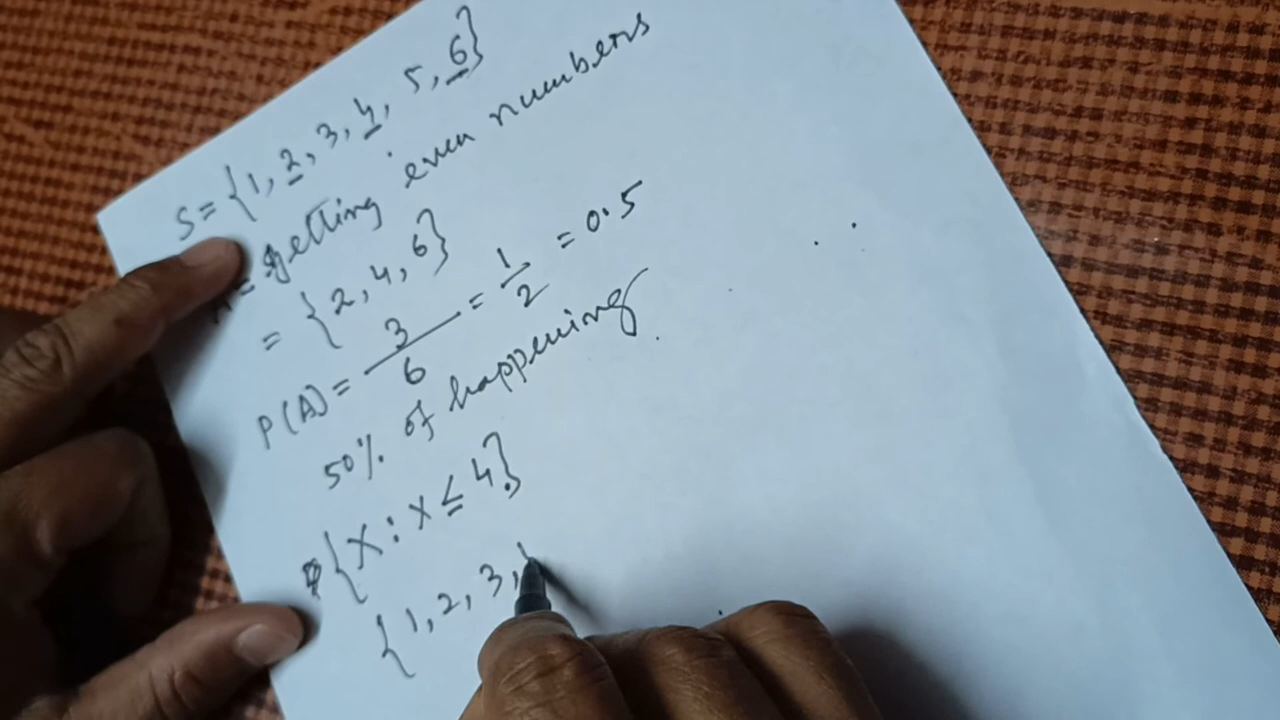 S = {1, 2, 3, 4, 5, 6}
A = getting even numbers
= {2, 4, 6}
P(A) = 3/6 = 1/2 = 0.5
50% of happening.
P{X : X ≤ 4}
{1, 2, 3,